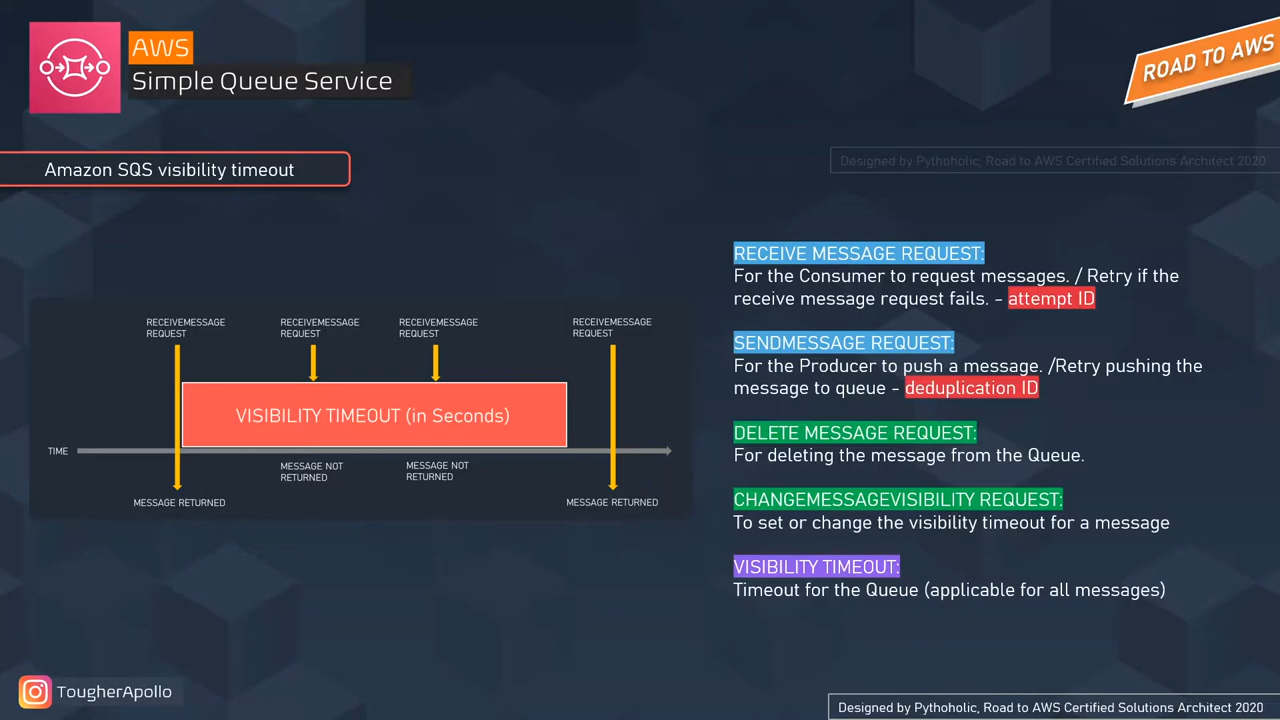 AWS
Simple Queue Service
ROAD TO AWS
Amazon SQS visibility timeout
Designed by Pythoholic, Road to AWS Certified Solutions Architect 2020
RECEIVEMESSAGE
REQUEST
RECEIVEMESSAGE
REQUEST
RECEIVEMESSAGE
REQUEST
RECEIVEMESSAGE
REQUEST
VISIBILITY TIMEOUT (in Seconds)
TIME
MESSAGE NOT
RETURNED
MESSAGE NOT
RETURNED
MESSAGE RETURNED
MESSAGE RETURNED
RECEIVE MESSAGE REQUEST:
For the Consumer to request messages. / Retry if the
receive message request fails. - attempt ID
SENDMESSAGE REQUEST:
For the Producer to push a message. /Retry pushing the
message to queue - deduplication ID
DELETE MESSAGE REQUEST:
For deleting the message from the Queue.
CHANGEMESSAGEVISIBILITY REQUEST:
To set or change the visibility timeout for a message
VISIBILITY TIMEOUT:
Timeout for the Queue (applicable for all messages)
TougherApollo
Designed by Pythoholic, Road to AWS Certified Solutions Architect 2020